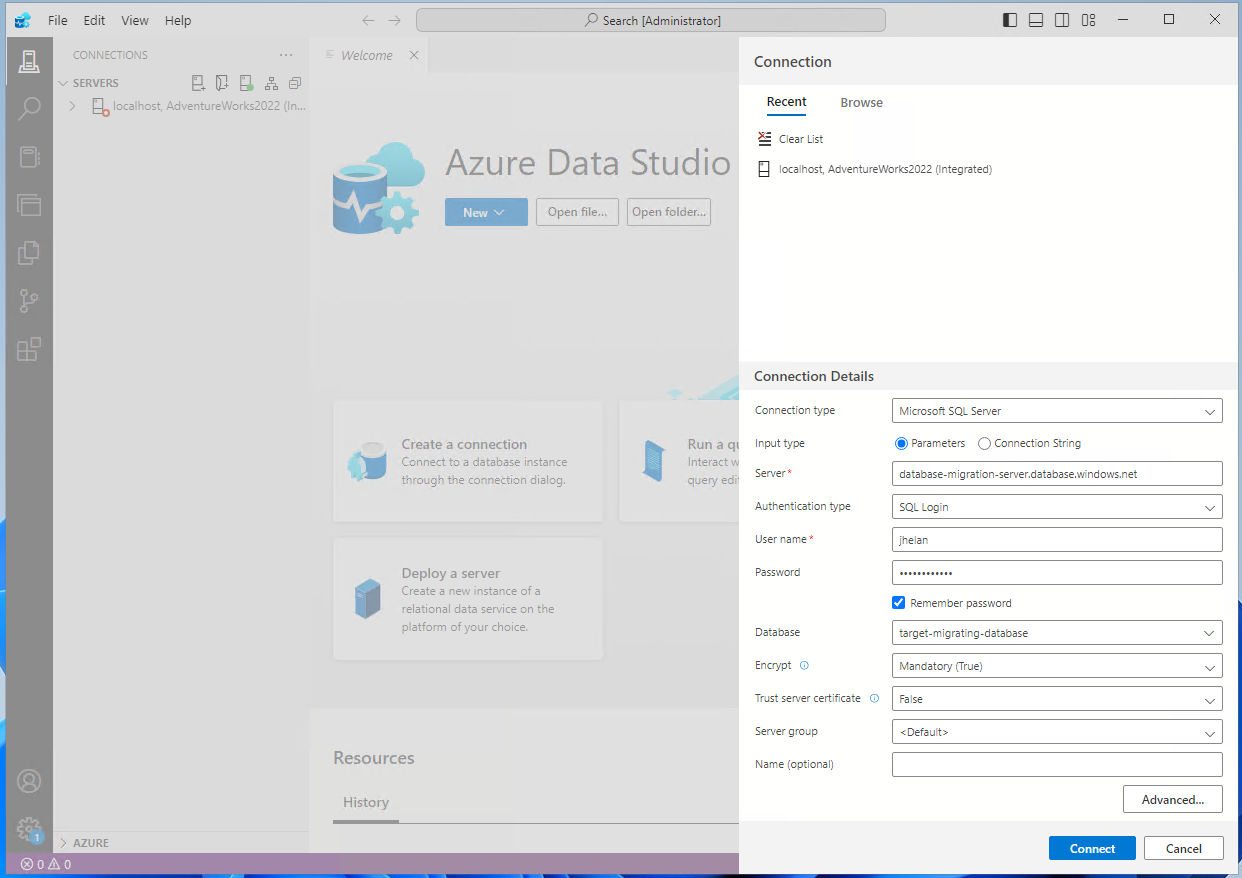 File Edit View Help
Search [Administrator]
CONNECTIONS
SERVERS
localhost, AdventureWorks2022 (In...
Welcome
Azure Data Studio
New
Open file...
Open folder...
Create a connection
Connect to a database instance
through the connection dialog.
Run a qu
Interact w
query edit
Deploy a server
Create a new instance of a
relational data service on the
platform of your choice.
Resources
History
AZURE
1
0 0
Connection
Recent Browse
Clear List
localhost, AdventureWorks2022 (Integrated)
Connection Details
Connection type Microsoft SQL Server
Input type Parameters Connection String
Server* database-migration-server.database.windows.net
Authentication type SQL Login
User name* jhelan
Password ••••••••••••
Remember password
Database target-migrating-database
Encrypt Mandatory (True)
Trust server certificate False
Server group <Default>
Name (optional)
Advanced...
Connect Cancel